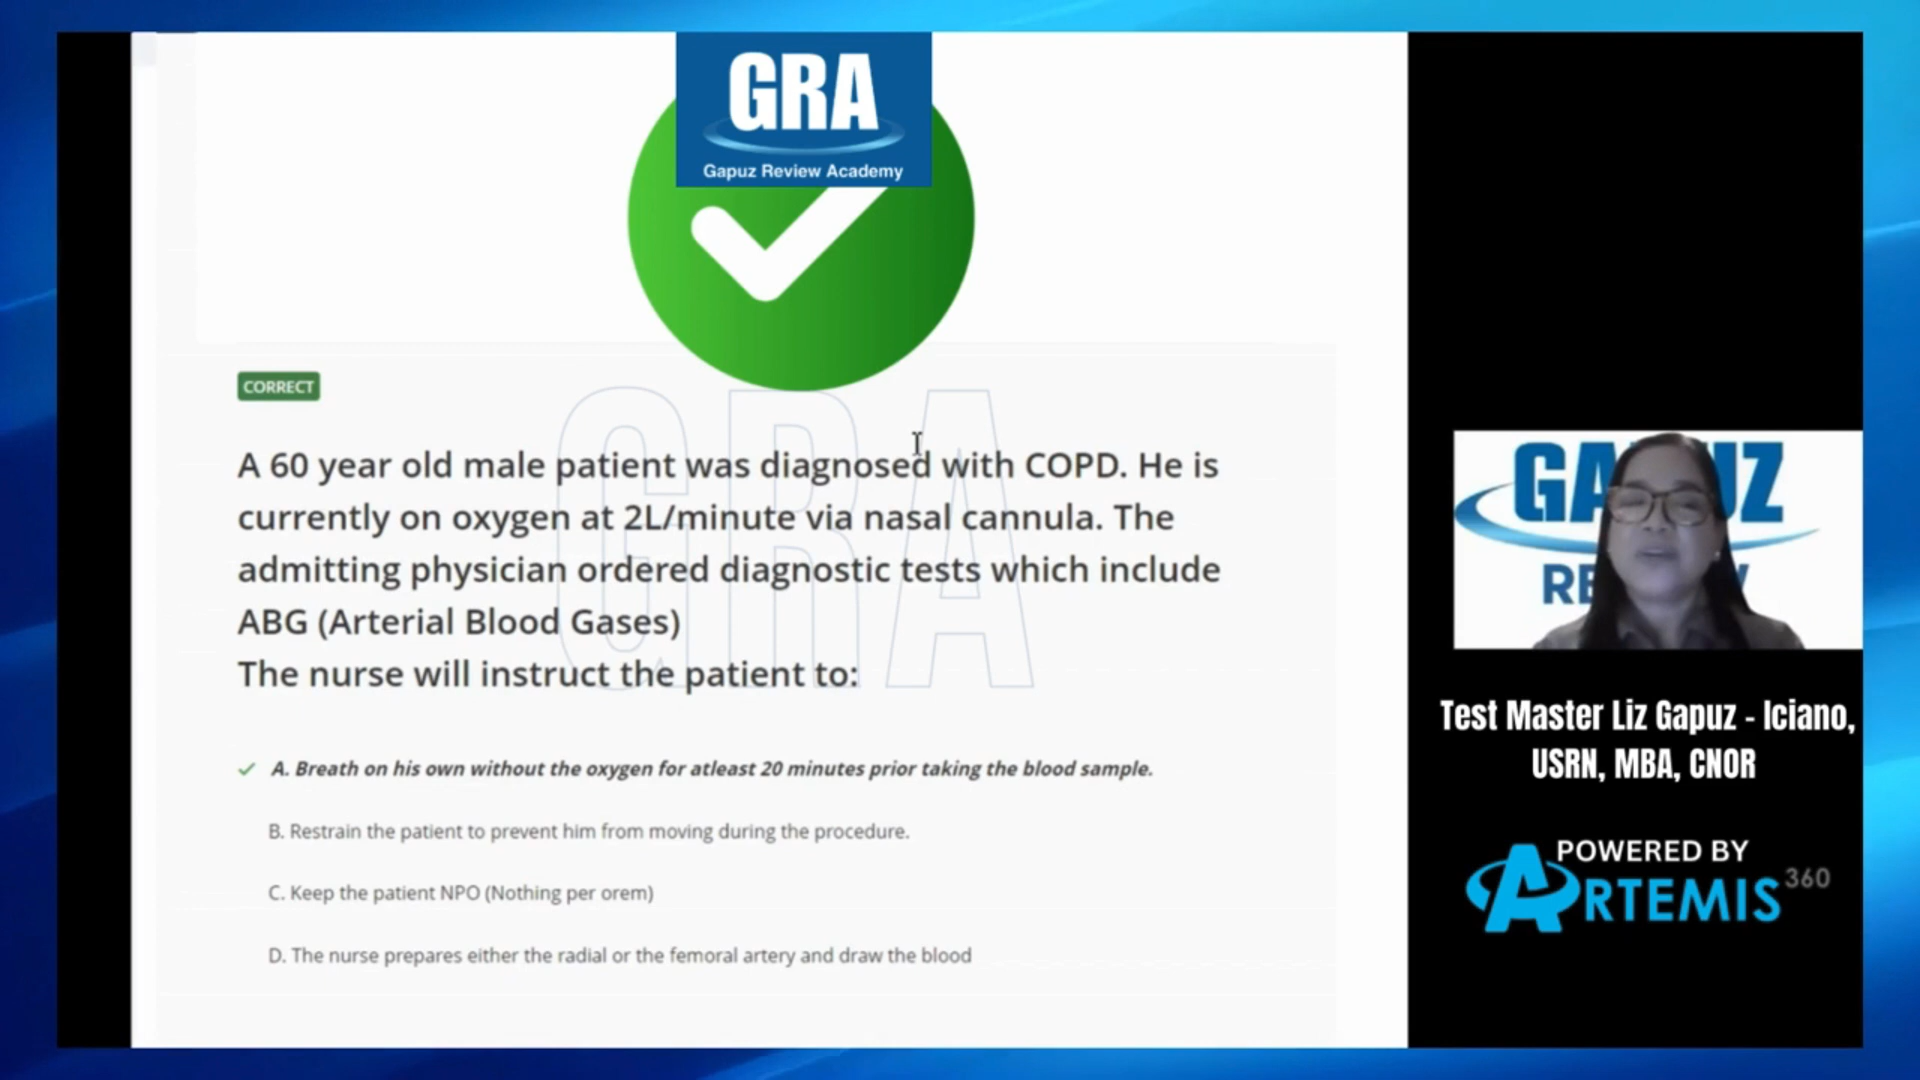 GRA
Gapuz Review Academy
CORRECT
GRA
A 60 year old male patient was diagnosed with COPD. He is
currently on oxygen at 2L/minute via nasal cannula. The
admitting physician ordered diagnostic tests which include
ABG (Arterial Blood Gases)
The nurse will instruct the patient to:
A. Breath on his own without the oxygen for atleast 20 minutes prior taking the blood sample.
B. Restrain the patient to prevent him from moving during the procedure.
C. Keep the patient NPO (Nothing per orem)
D. The nurse prepares either the radial or the femoral artery and draw the blood
Test Master Liz Gapuz - Iciano,
USRN, MBA, CNOR
POWERED BY
ARTEMIS 360